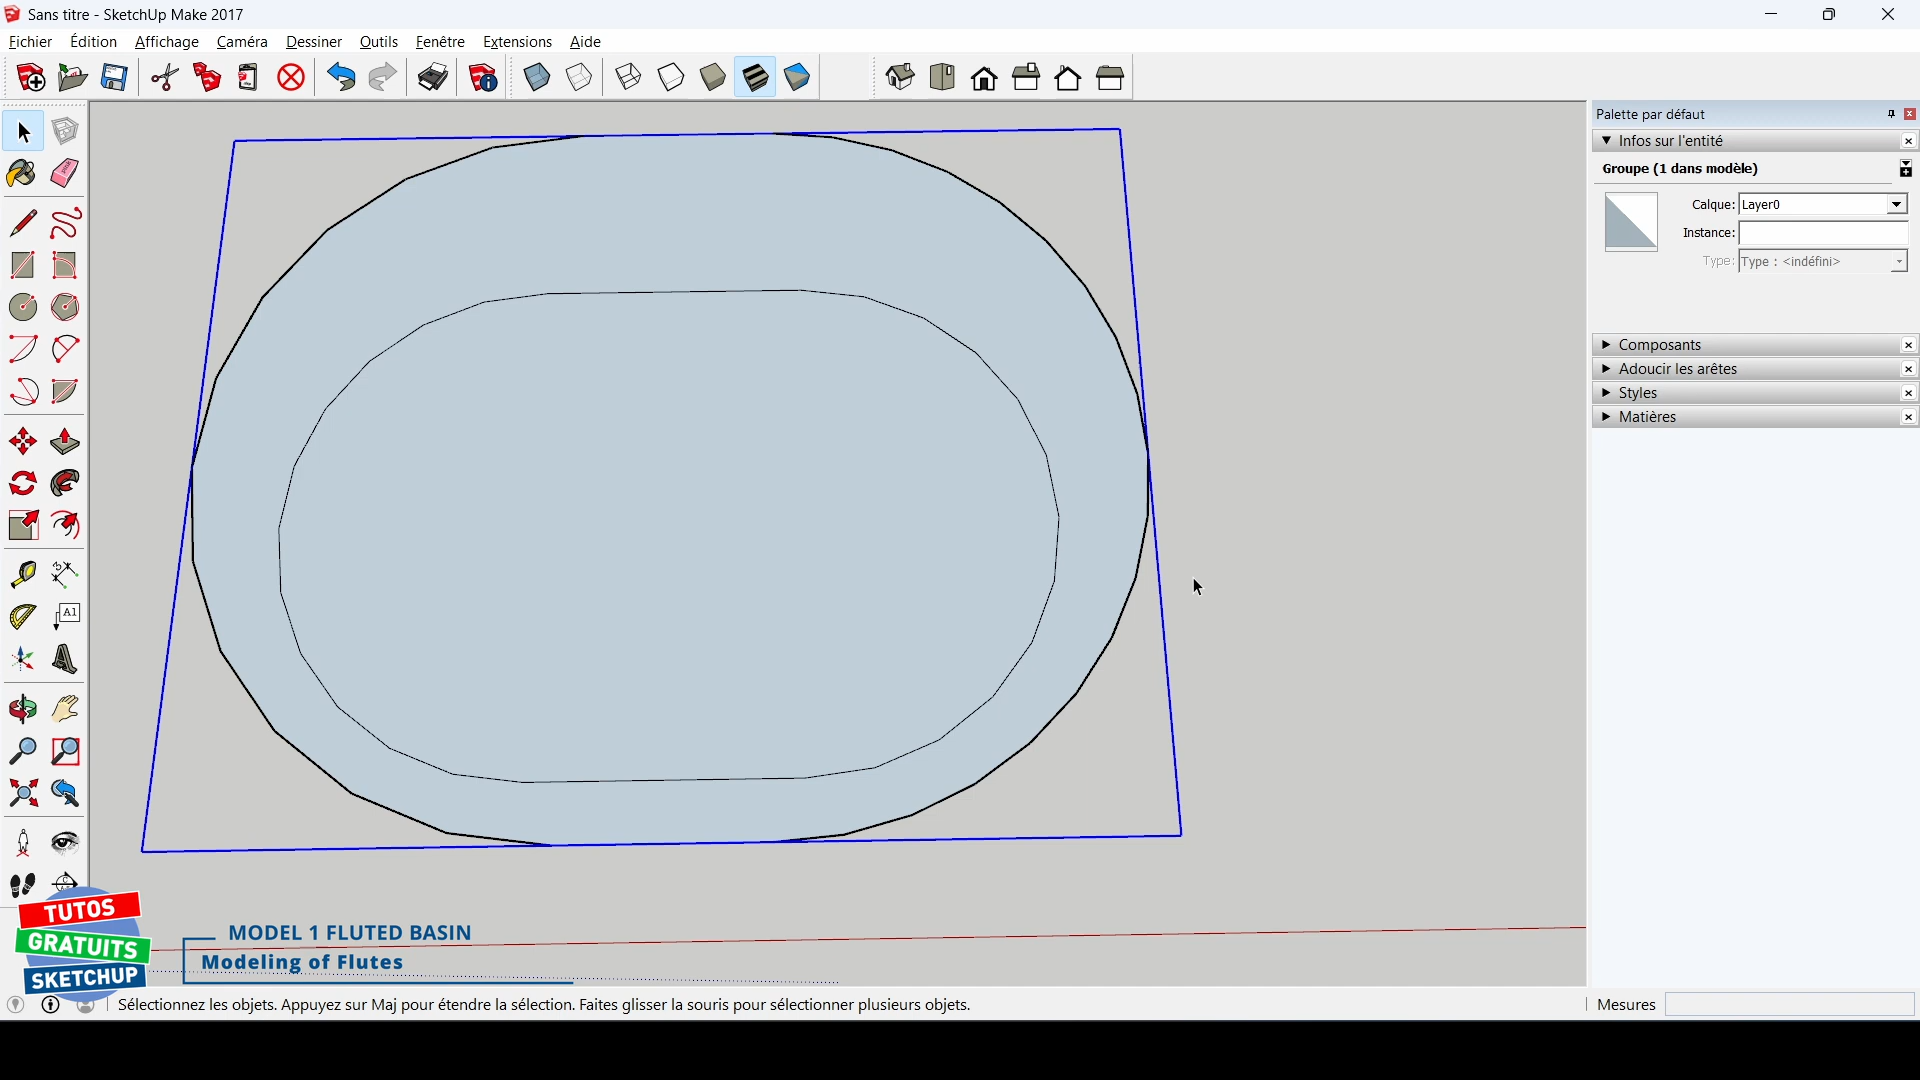 Sans titre - SketchUp Make 2017
Fichier Édition Affichage Caméra Dessiner Outils Fenêtre Extensions Aide
Palette par défaut
Infos sur l'entité
Groupe (1 dans modèle)
Calque: Layer0
Instance:
Type: Type : <indéfini>
Composants
Adoucir les arêtes
Styles
Matières
A1
TUTOS
GRATUITS
SKETCHUP
MODEL 1 FLUTED BASIN
Modeling of Flutes
Sélectionnez les objets. Appuyez sur Maj pour étendre la sélection. Faites glisser la souris pour sélectionner plusieurs objets.
Mesures